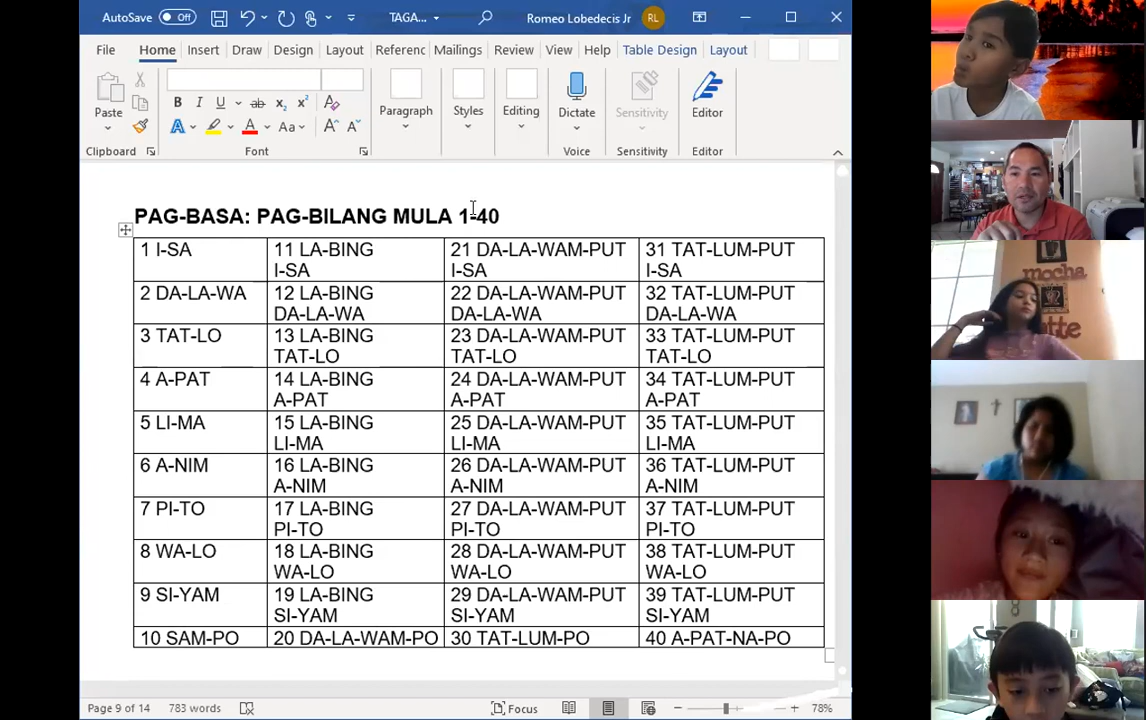 AutoSave Off TAGA... Romeo Lobedecis Jr RL
File Home Insert Draw Design Layout Referenc Mailings Review View Help Table Design Layout
Paste
Clipboard
B I U ab x₂ x²
A A Aa A A
Font
Paragraph
Styles
Editing
Dictate
Voice
Sensitivity
Sensitivity
Editor
Editor
PAG-BASA: PAG-BILANG MULA 1-40
1 I-SA
11 LA-BING
I-SA
21 DA-LA-WAM-PUT
I-SA
31 TAT-LUM-PUT
I-SA
2 DA-LA-WA
12 LA-BING
DA-LA-WA
22 DA-LA-WAM-PUT
DA-LA-WA
32 TAT-LUM-PUT
DA-LA-WA
3 TAT-LO
13 LA-BING
TAT-LO
23 DA-LA-WAM-PUT
TAT-LO
33 TAT-LUM-PUT
TAT-LO
4 A-PAT
14 LA-BING
A-PAT
24 DA-LA-WAM-PUT
A-PAT
34 TAT-LUM-PUT
A-PAT
5 LI-MA
15 LA-BING
LI-MA
25 DA-LA-WAM-PUT
LI-MA
35 TAT-LUM-PUT
LI-MA
6 A-NIM
16 LA-BING
A-NIM
26 DA-LA-WAM-PUT
A-NIM
36 TAT-LUM-PUT
A-NIM
7 PI-TO
17 LA-BING
PI-TO
27 DA-LA-WAM-PUT
PI-TO
37 TAT-LUM-PUT
PI-TO
8 WA-LO
18 LA-BING
WA-LO
28 DA-LA-WAM-PUT
WA-LO
38 TAT-LUM-PUT
WA-LO
9 SI-YAM
19 LA-BING
SI-YAM
29 DA-LA-WAM-PUT
SI-YAM
39 TAT-LUM-PUT
SI-YAM
10 SAM-PO
20 DA-LA-WAM-PO
30 TAT-LUM-PO
40 A-PAT-NA-PO
Page 9 of 14 783 words Focus 78%
mocha